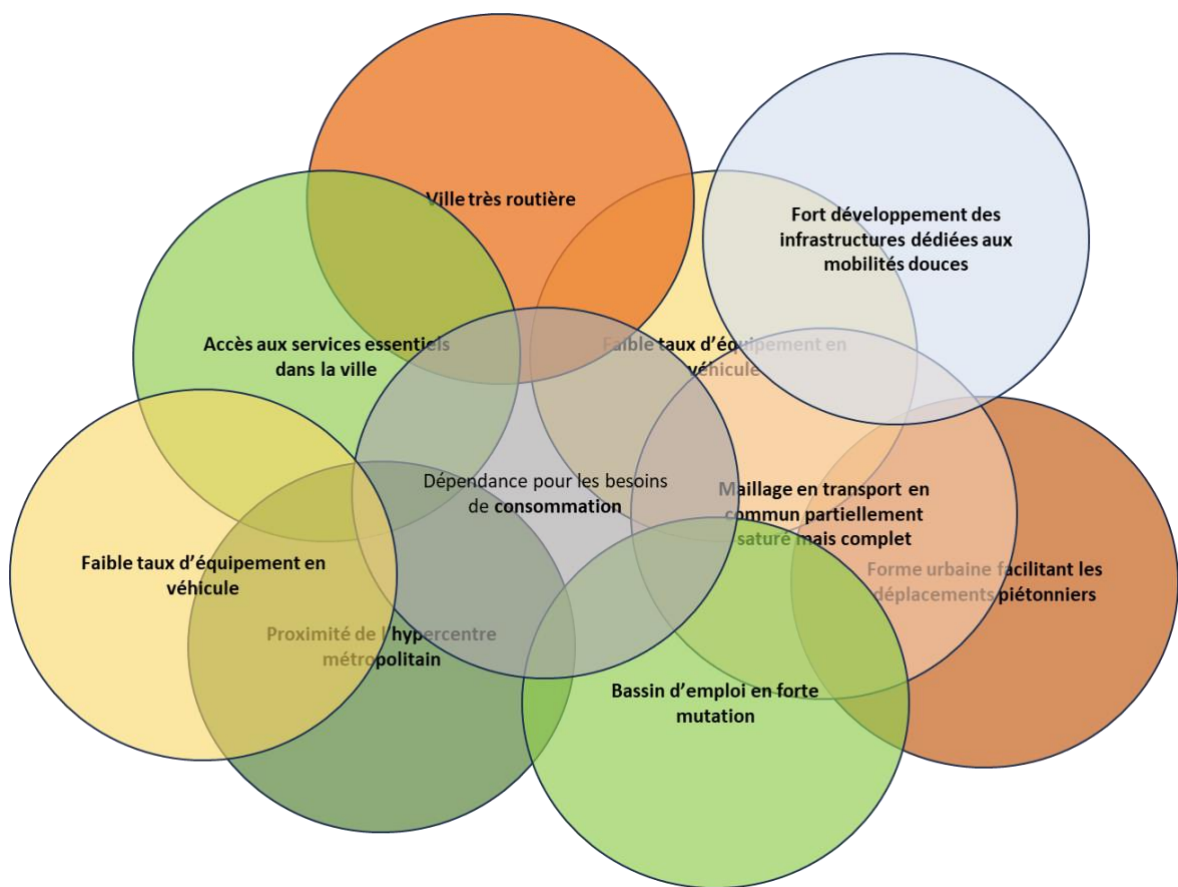 Ville très routière
Fort développement des
infrastructures dédiées aux
mobilités douces
Accès aux services essentiels
dans la ville
Faible taux d’équipement en
véhicule
Dépendance pour les besoins
de consommation
Maillage en transport en
commun partiellement
saturé mais complet
Faible taux d’équipement en
véhicule
Forme urbaine facilitant les
déplacements piétonniers
Proximité de l’hypercentre
métropolitain
Bassin d’emploi en forte
mutation